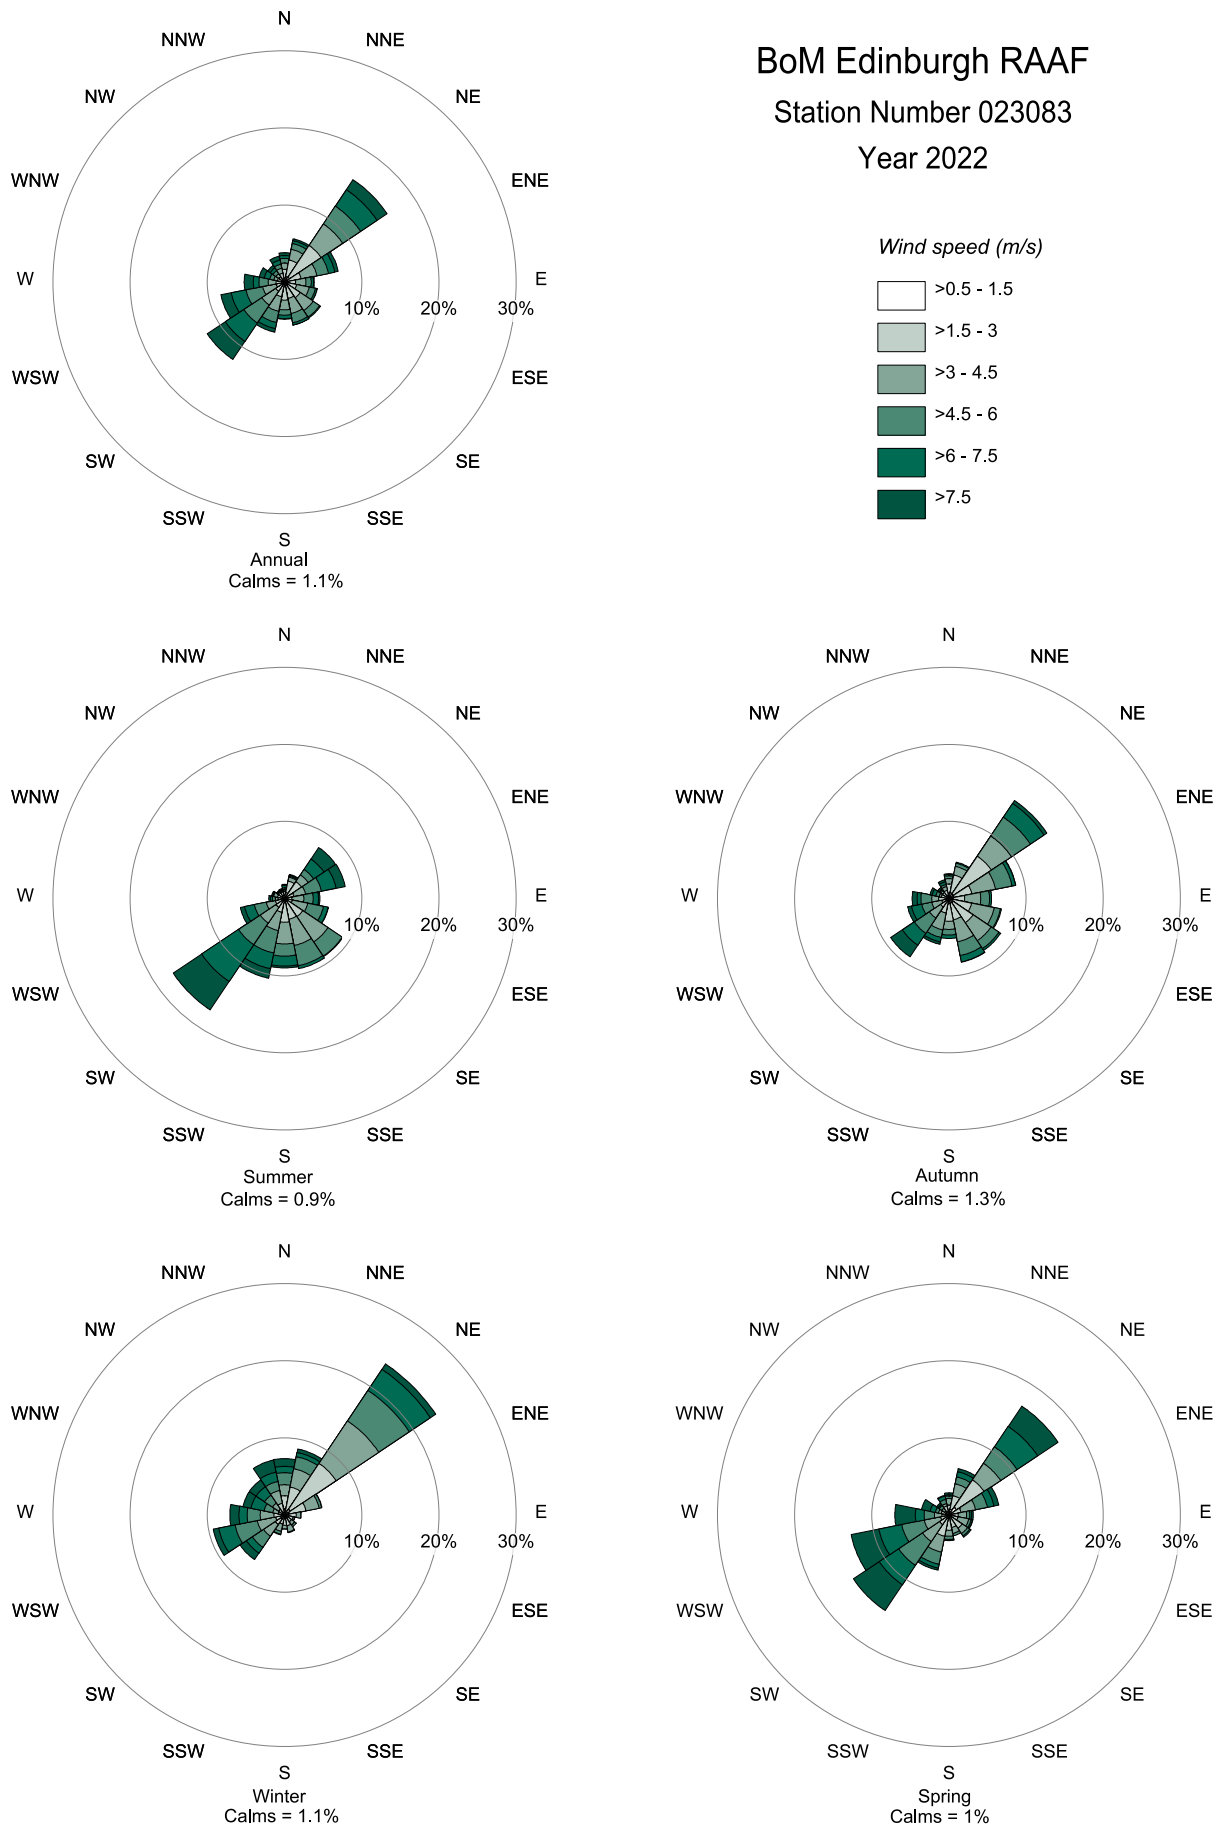 BoM Edinburgh RAAF
Station Number 023083
Year 2022
Wind speed (m/s)
>0.5 - 1.5
>1.5 - 3
>3 - 4.5
>4.5 - 6
>6 - 7.5
>7.5
N
NNW NNE
NW NE
WNW ENE
W E
10% 20% 30%
WSW ESE
SW SE
SSW SSE
S
Annual
Calms = 1.1%
N
NNW NNE
NW NE
WNW ENE
W E
10% 20% 30%
WSW ESE
SW SE
SSW SSE
S
Summer
Calms = 0.9%
N
NNW NNE
NW NE
WNW ENE
W E
10% 20% 30%
WSW ESE
SW SE
SSW SSE
S
Autumn
Calms = 1.3%
N
NNW NNE
NW NE
WNW ENE
W E
10% 20% 30%
WSW ESE
SW SE
SSW SSE
S
Winter
Calms = 1.1%
N
NNW NNE
NW NE
WNW ENE
W E
10% 20% 30%
WSW ESE
SW SE
SSW SSE
S
Spring
Calms = 1%